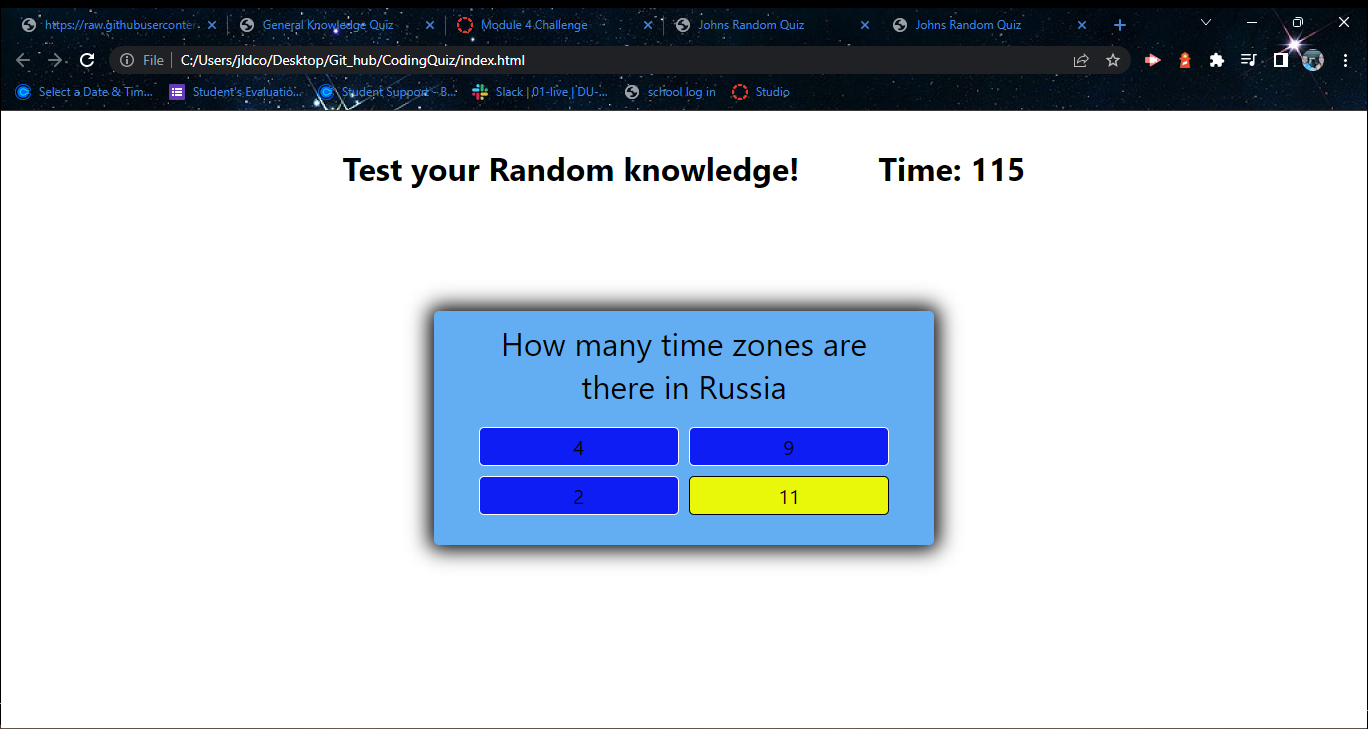 https://raw.githubuserconter
General Knowledge Quiz
Module 4 Challenge
Johns Random Quiz
Johns Random Quiz
File
C:/Users/jldco/Desktop/Git_hub/CodingQuiz/index.html
Select a Date & Tim...
Student's Evaluatio...
Student Support - B...
Slack | 01-live | DU-...
school log in
Studio
Test your Random knowledge!
Time: 115
How many time zones are
there in Russia
4
9
2
11